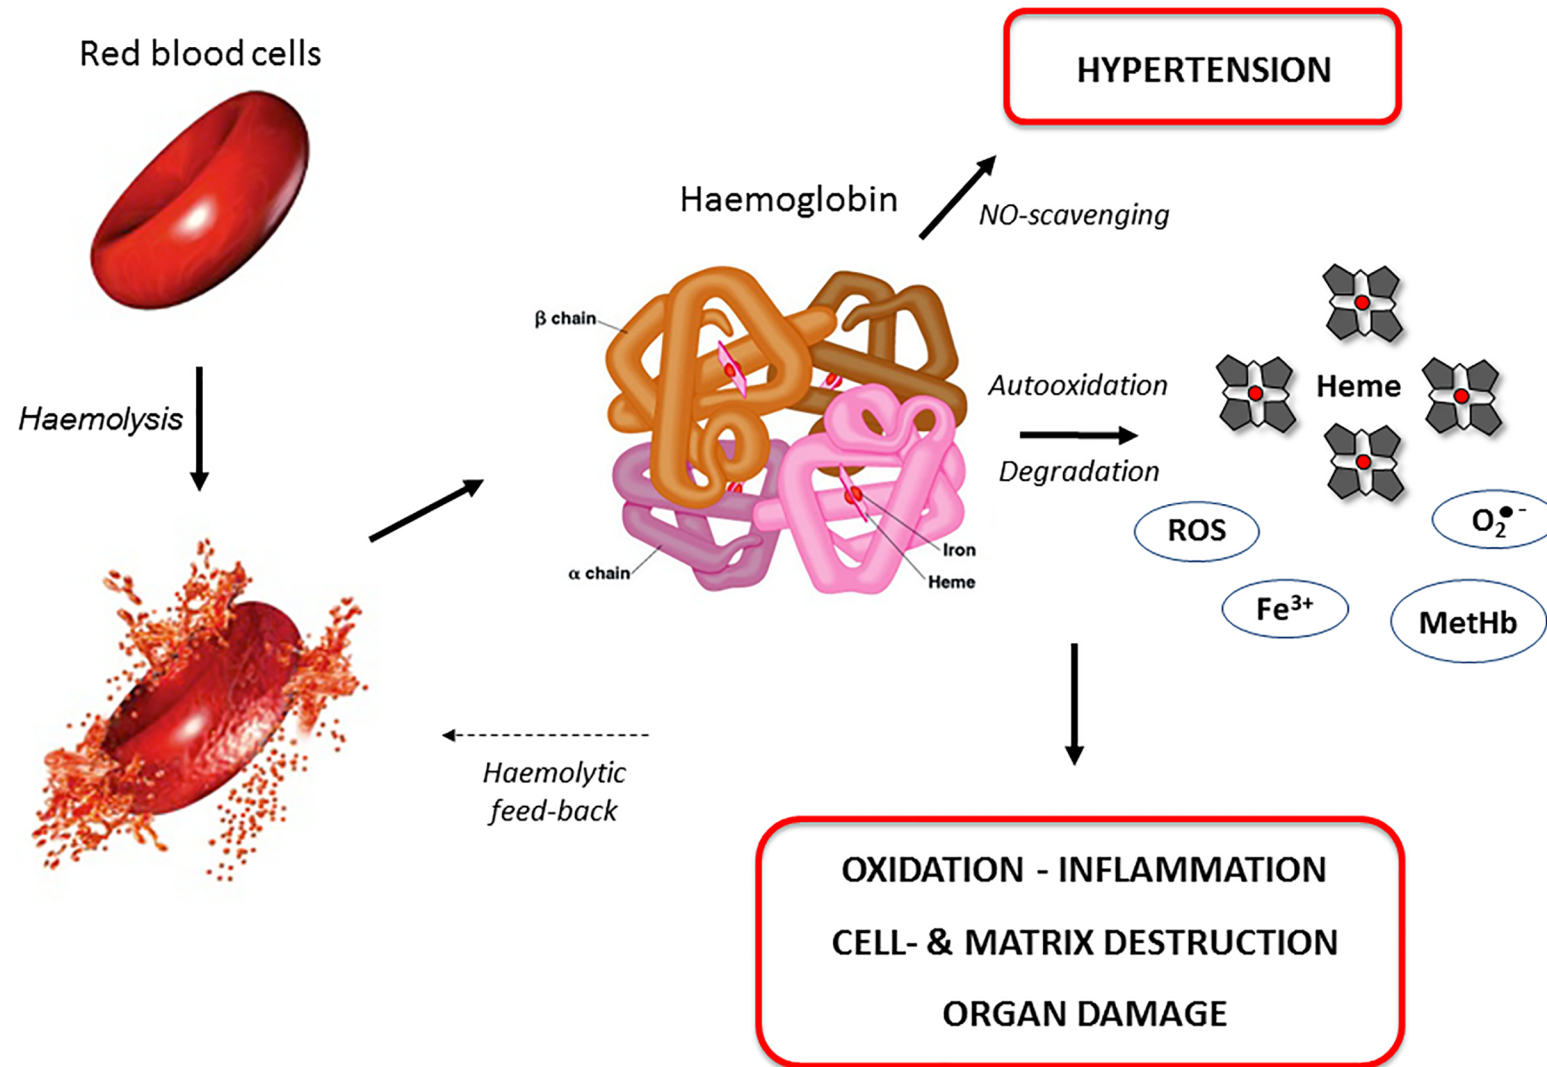 Red blood cells
HYPERTENSION
Haemoglobin
NO-scavenging
β chain
Haemolysis
Autooxidation
Degradation
Heme
α chain
Iron
Heme
ROS
O₂•⁻
Fe³⁺
MetHb
Haemolytic
feed-back
OXIDATION - INFLAMMATION
CELL- & MATRIX DESTRUCTION
ORGAN DAMAGE